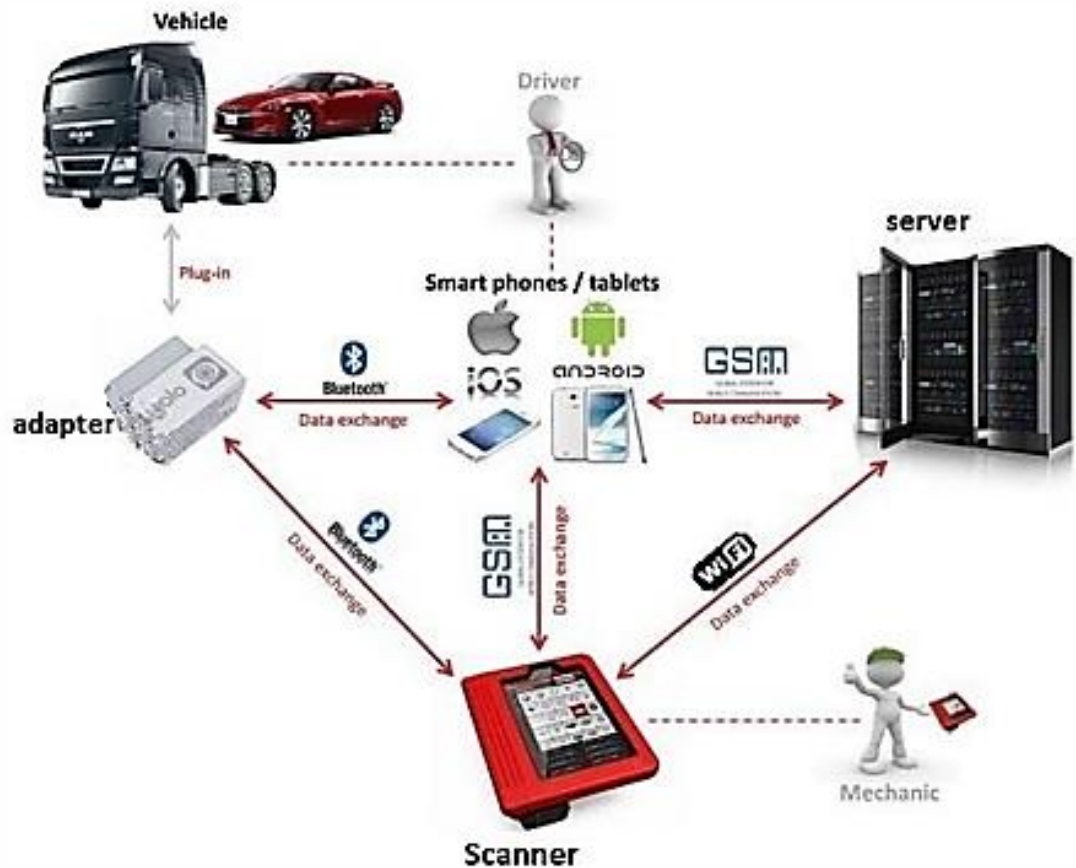 Vehicle
Driver
server
Plug-in
Smart phones / tablets
Bluetooth
iOS
ANDROID
GSM
Data exchange
Data exchange
adapter
Bluetooth
Data exchange
GSM
Data exchange
WiFi
Data exchange
Mechanic
Scanner